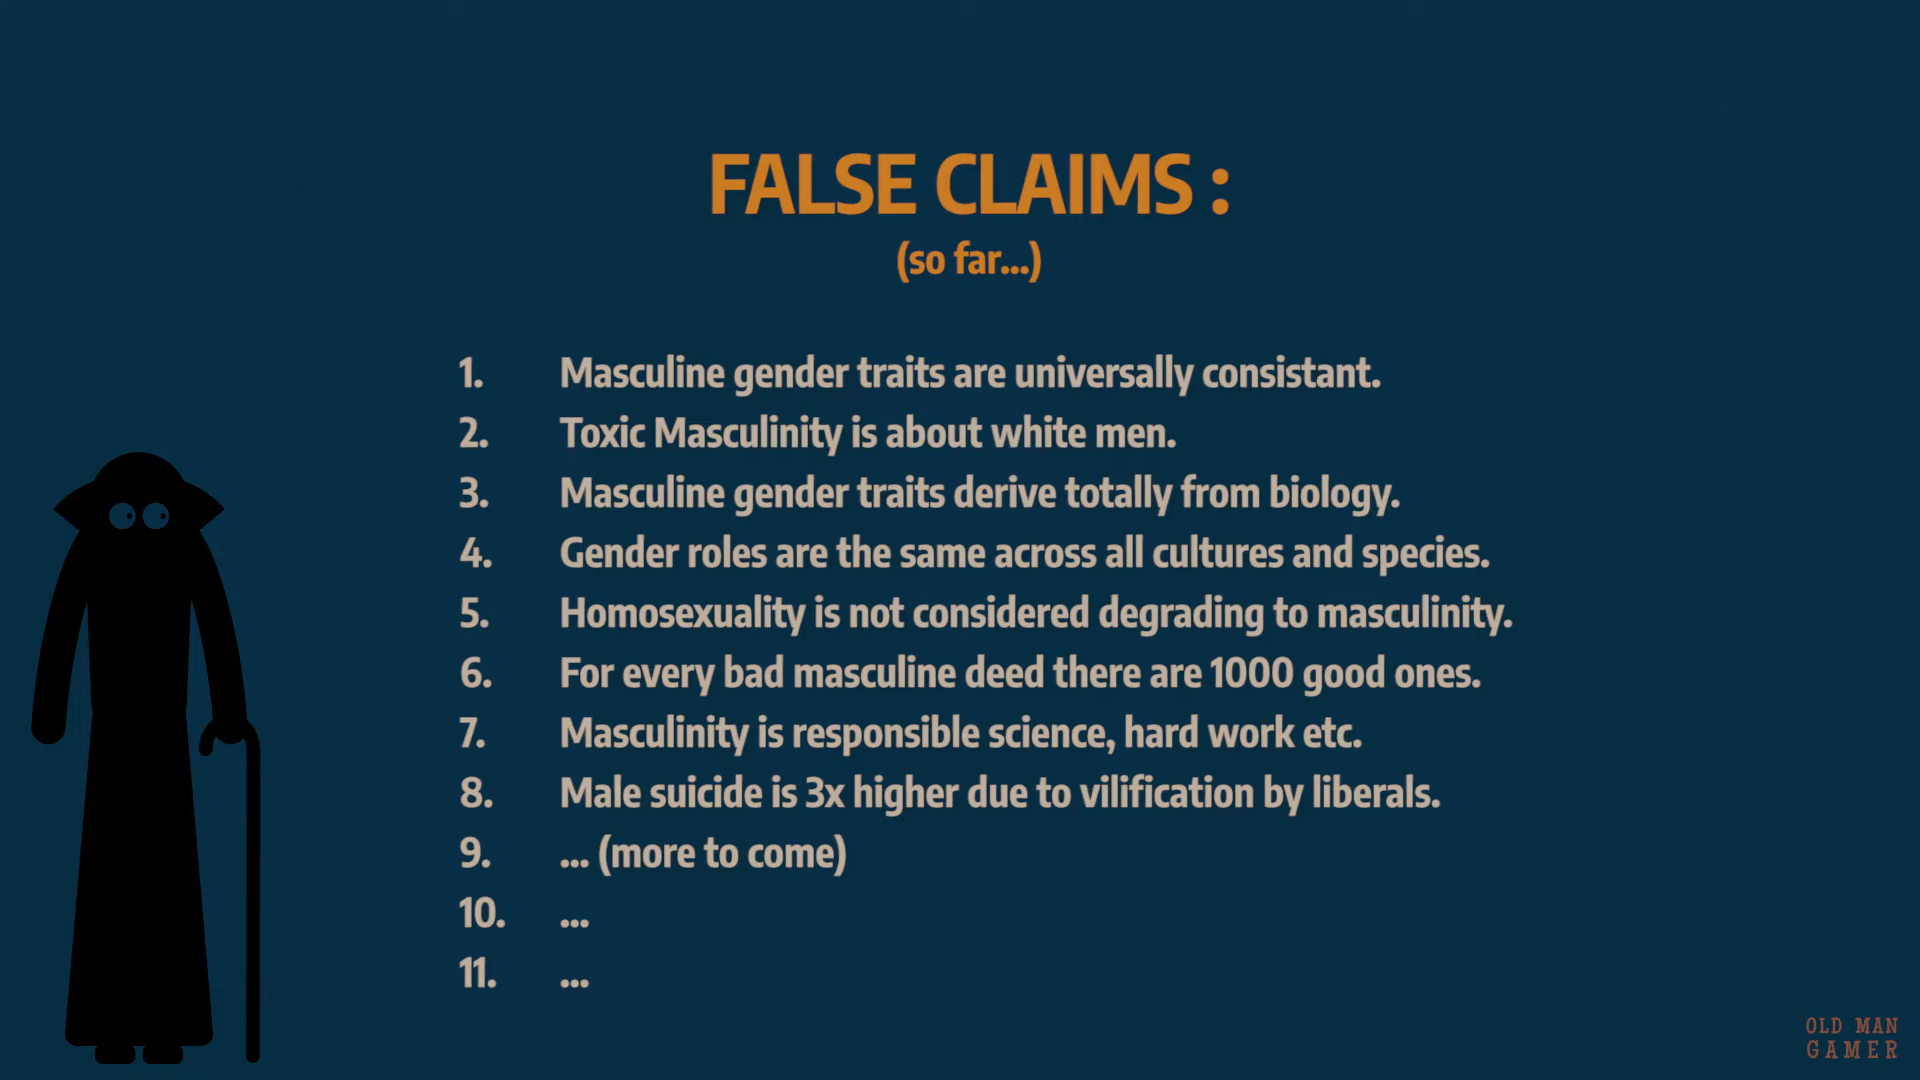 FALSE CLAIMS :
(so far...)
1. Masculine gender traits are universally consistant.
2. Toxic Masculinity is about white men.
3. Masculine gender traits derive totally from biology.
4. Gender roles are the same across all cultures and species.
5. Homosexuality is not considered degrading to masculinity.
6. For every bad masculine deed there are 1000 good ones.
7. Masculinity is responsible science, hard work etc.
8. Male suicide is 3x higher due to vilification by liberals.
9. ... (more to come)
10. ...
11. ...
OLD MAN
GAMER